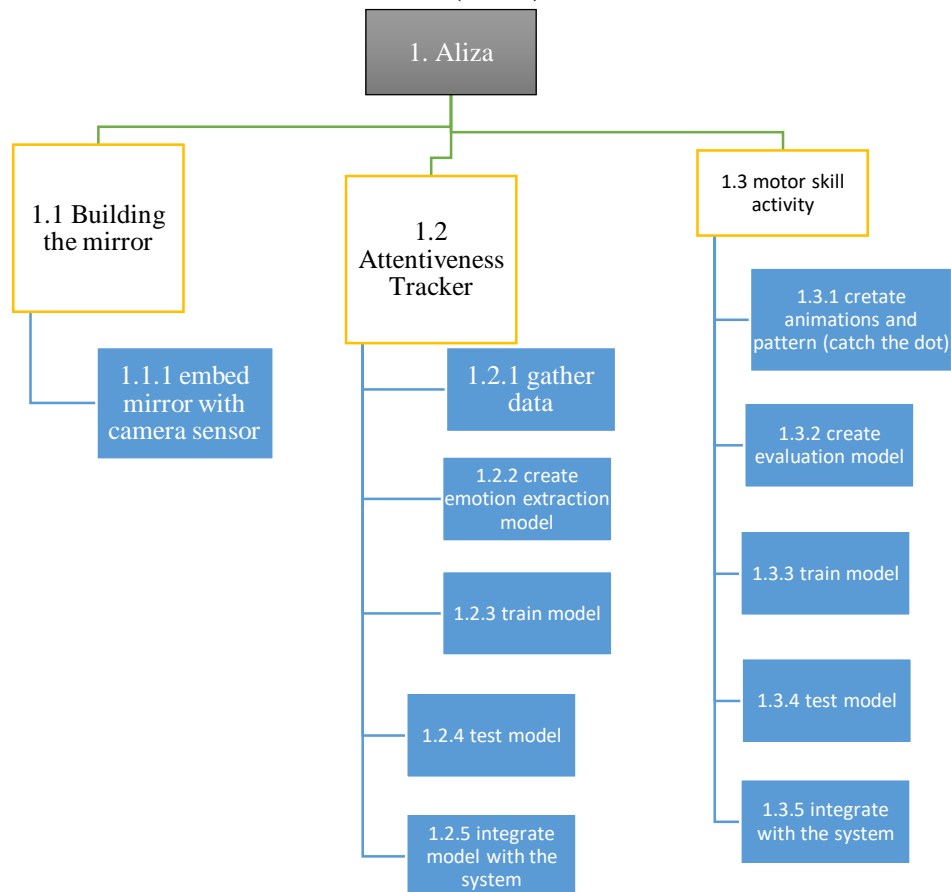 1. Aliza
1.1 Building
the mirror
1.1.1 embed
mirror with
camera sensor
1.2
Attentiveness
Tracker
1.2.1 gather
data
1.2.2 create
emotion extraction
model
1.2.3 train model
1.2.4 test model
1.2.5 integrate
model with the
system
1.3 motor skill
activity
1.3.1 cretate
animations and
pattern (catch the dot)
1.3.2 create
evaluation model
1.3.3 train model
1.3.4 test model
1.3.5 integrate
with the system